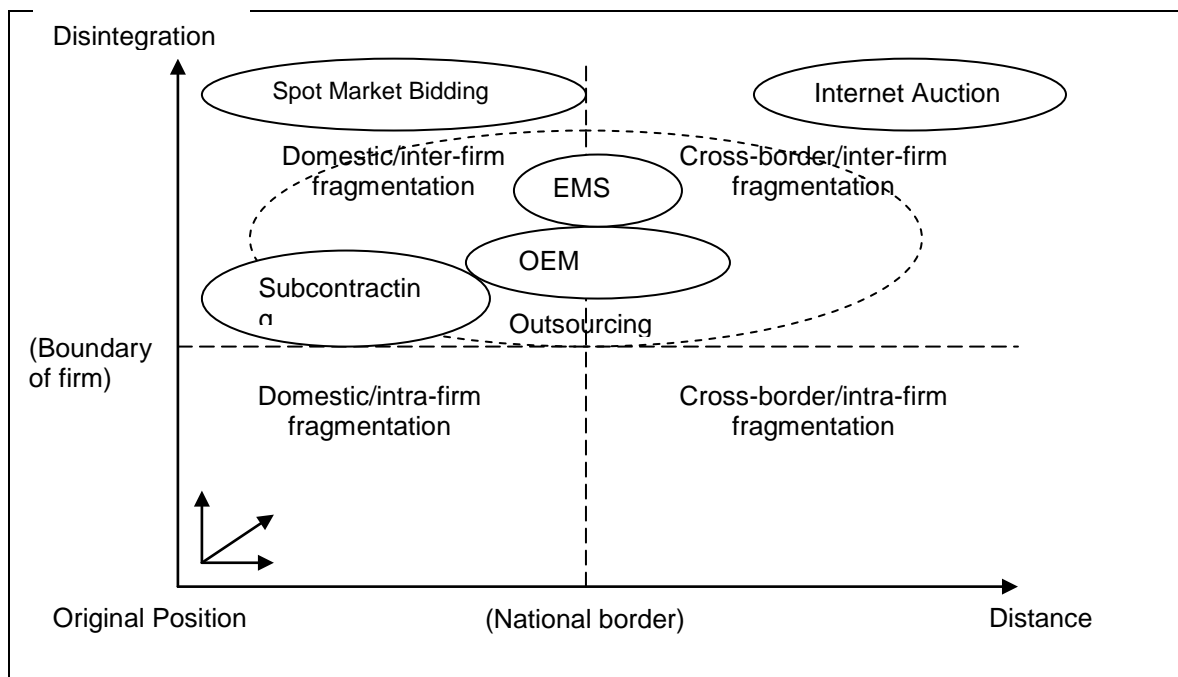 Disintegration
Spot Market Bidding
Internet Auction
Domestic/inter-firm
fragmentation
Cross-border/inter-firm
fragmentation
EMS
OEM
Subcontractin
g
Outsourcing
(Boundary
of firm)
Domestic/intra-firm
fragmentation
Cross-border/intra-firm
fragmentation
Original Position
(National border)
Distance